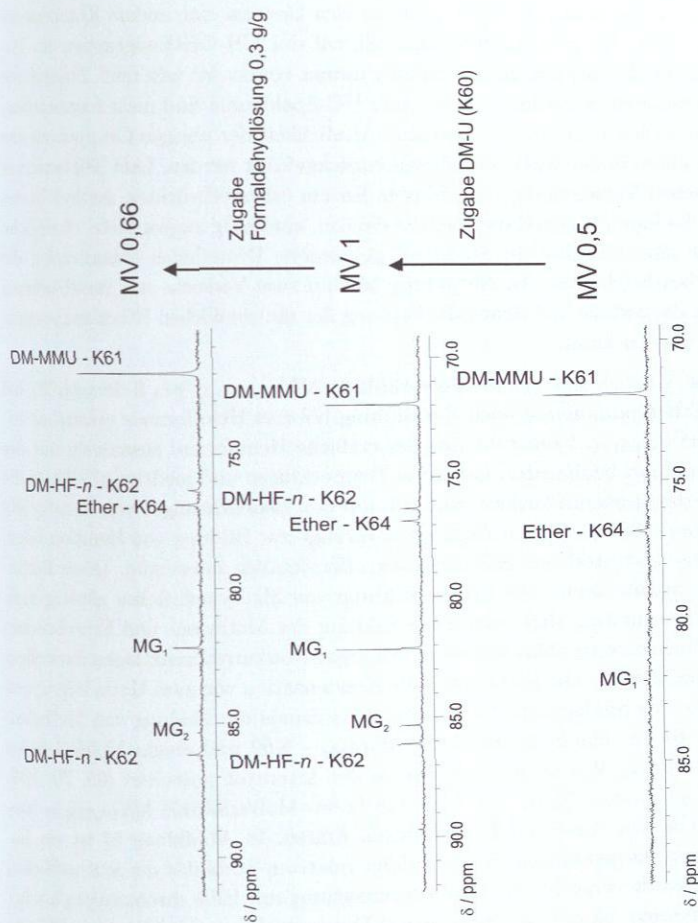 DM-MMU - K61
DM-HF-n - K62
Ether - K64
MG₁
MG₂
DM-HF-n - K62
75.0
80.0
85.0
90.0
δ / ppm
MV 0,66
Zugabe
Formaldehydlösung 0,3 g/g
DM-MMU - K61
DM-HF-n - K62
Ether - K64
MG₁
MG₂
DM-HF-n - K62
70.0
75.0
80.0
85.0
90.0
δ / ppm
MV 1
Zugabe DM-U (K60)
DM-MMU - K61
Ether - K64
MG₁
70.0
75.0
80.0
85.0
δ / ppm
MV 0,5